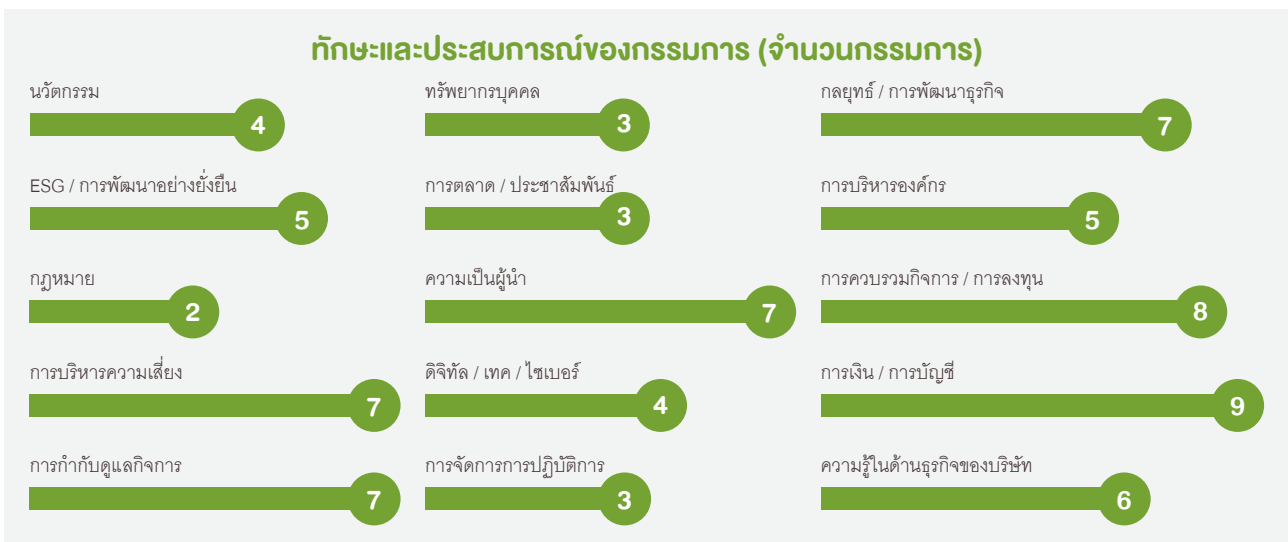 ทักษะและประสบการณ์ของกรรมการ (จำนวนกรรมการ)
นวัตกรรม
4
ทรัพยากรบุคคล
3
กลยุทธ์ / การพัฒนาธุรกิจ
7
ESG / การพัฒนาอย่างยั่งยืน
5
การตลาด / ประชาสัมพันธ์
3
การบริหารองค์กร
5
กฎหมาย
2
ความเป็นผู้นำ
7
การควบรวมกิจการ / การลงทุน
8
การบริหารความเสี่ยง
7
ดิจิทัล / เทค / ไซเบอร์
4
การเงิน / การบัญชี
9
การกำกับดูแลกิจการ
7
การจัดการการปฏิบัติการ
3
ความรู้ในด้านธุรกิจของบริษัท
6